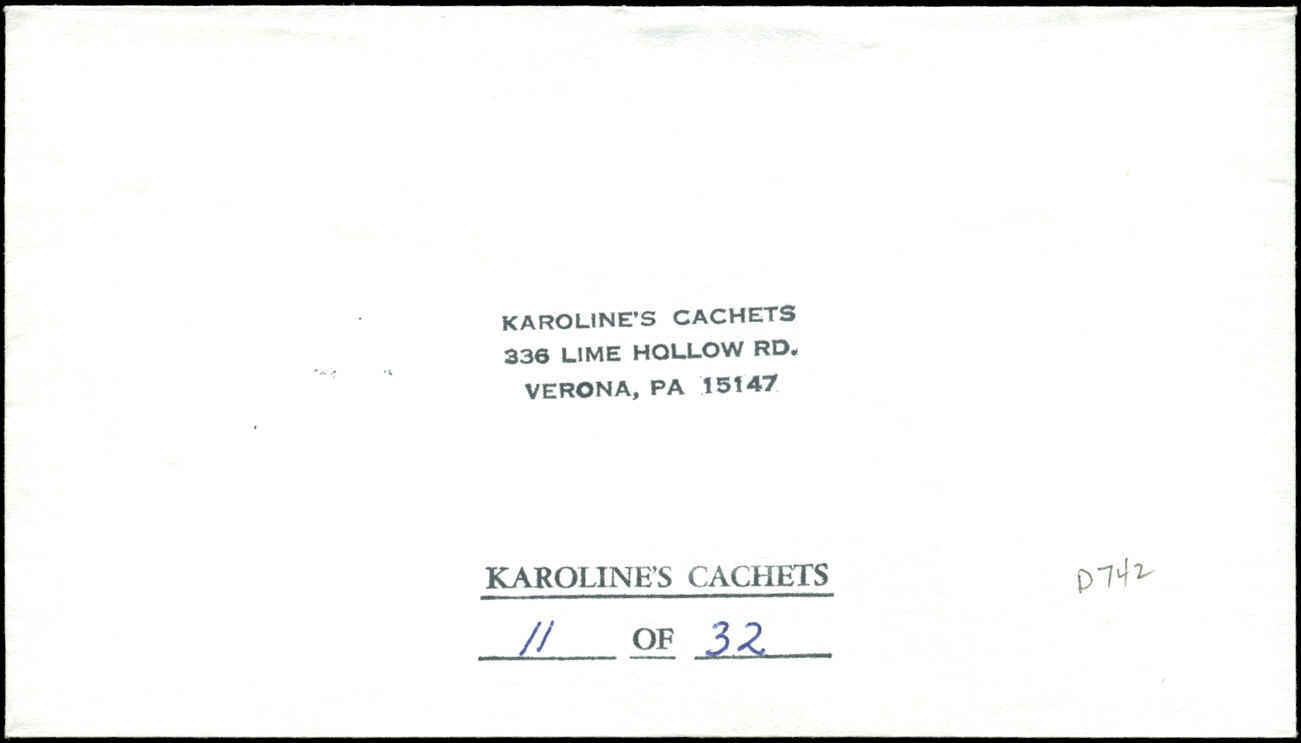 KAROLINE'S CACHETS
336 LIME HOLLOW RD.
VERONA, PA 15147
KAROLINE'S CACHETS
11 OF 32
D742